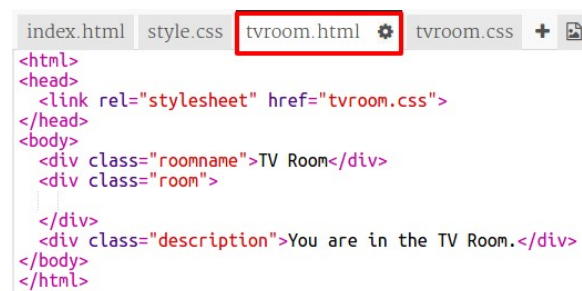 index.html style.css tvroom.html tvroom.css +
<html>
<head>
  <link rel="stylesheet" href="tvroom.css">
</head>
<body>
  <div class="roomname">TV Room</div>
  <div class="room">
  </div>
  <div class="description">You are in the TV Room.</div>
</body>
</html>